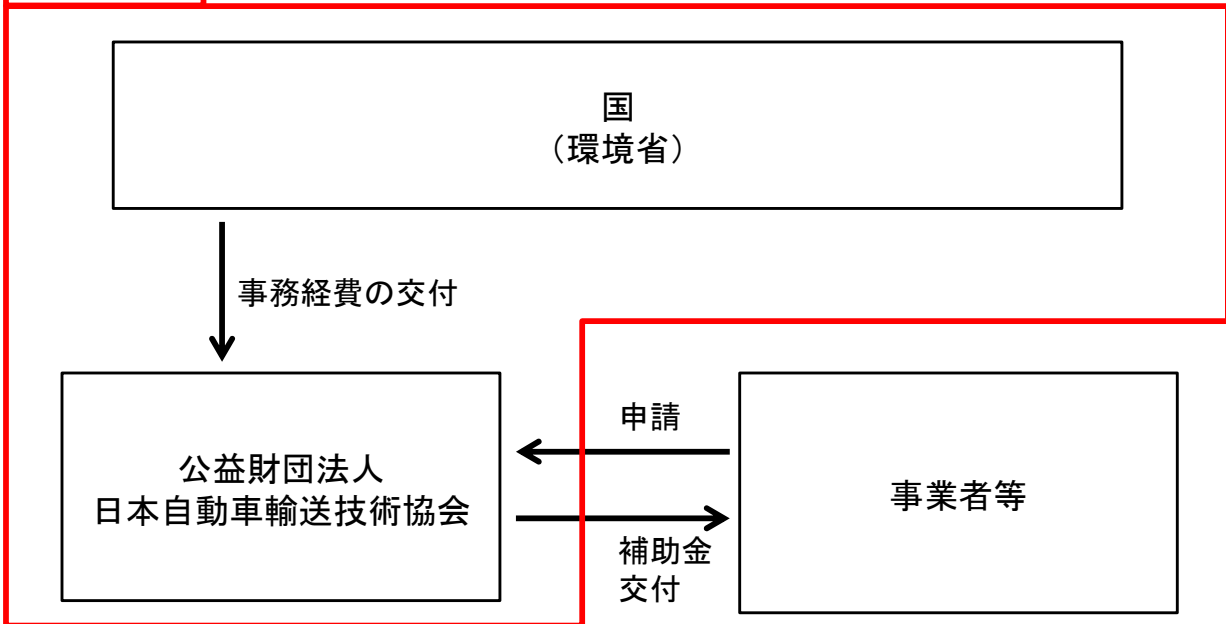 国
（環境省）
事務経費の交付
申請
公益財団法人
日本自動車輸送技術協会
事業者等
補助金
交付